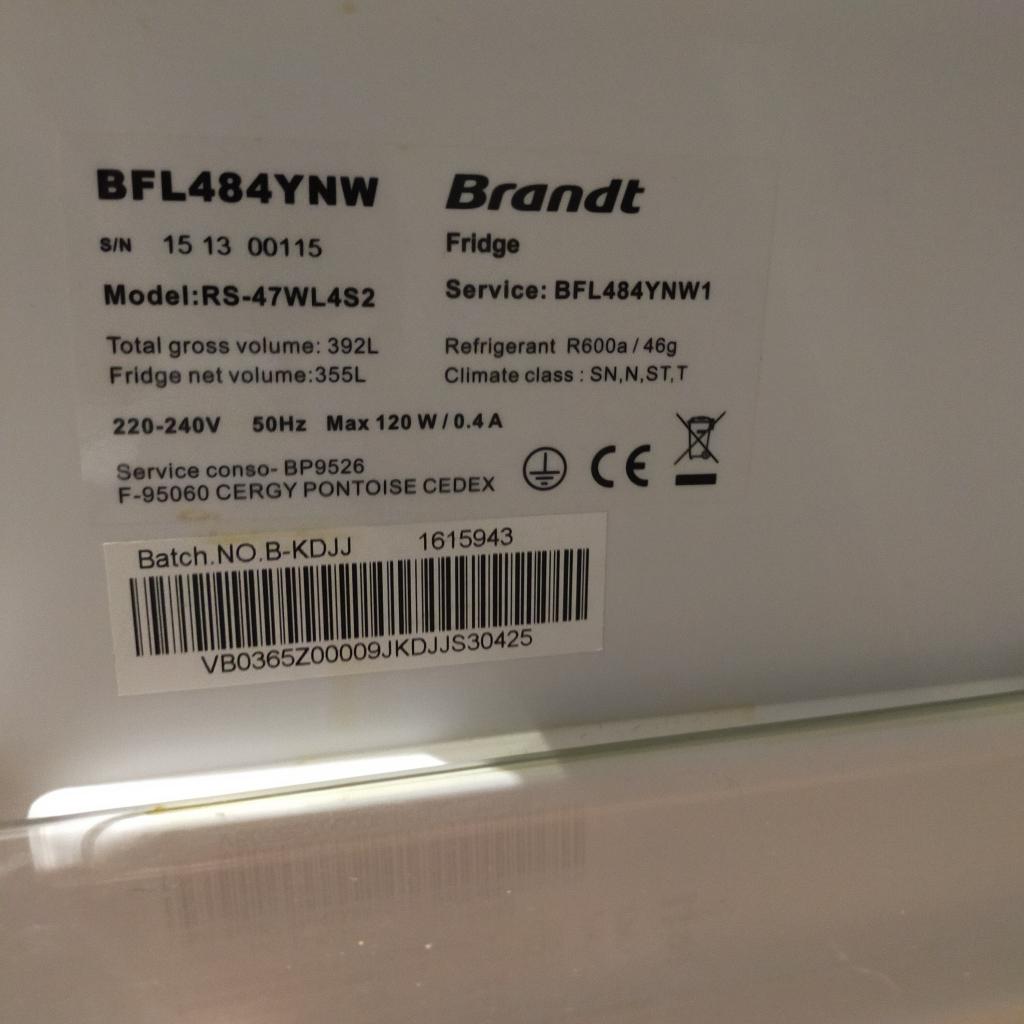 BFL484YNW
S/N 15 13 00115
Model:RS-47WL4S2
Total gross volume: 392L
Fridge net volume:355L
Brandt
Fridge
Service: BFL484YNW1
Refrigerant R600a / 46g
Climate class : SN,N,ST,T
220-240V 50Hz Max 120 W / 0.4 A
Service conso- BP9526
F-95060 CERGY PONTOISE CEDEX
CE
Batch.NO.B-KDJJ 1615943
VB0365Z00009JKDJJS30425